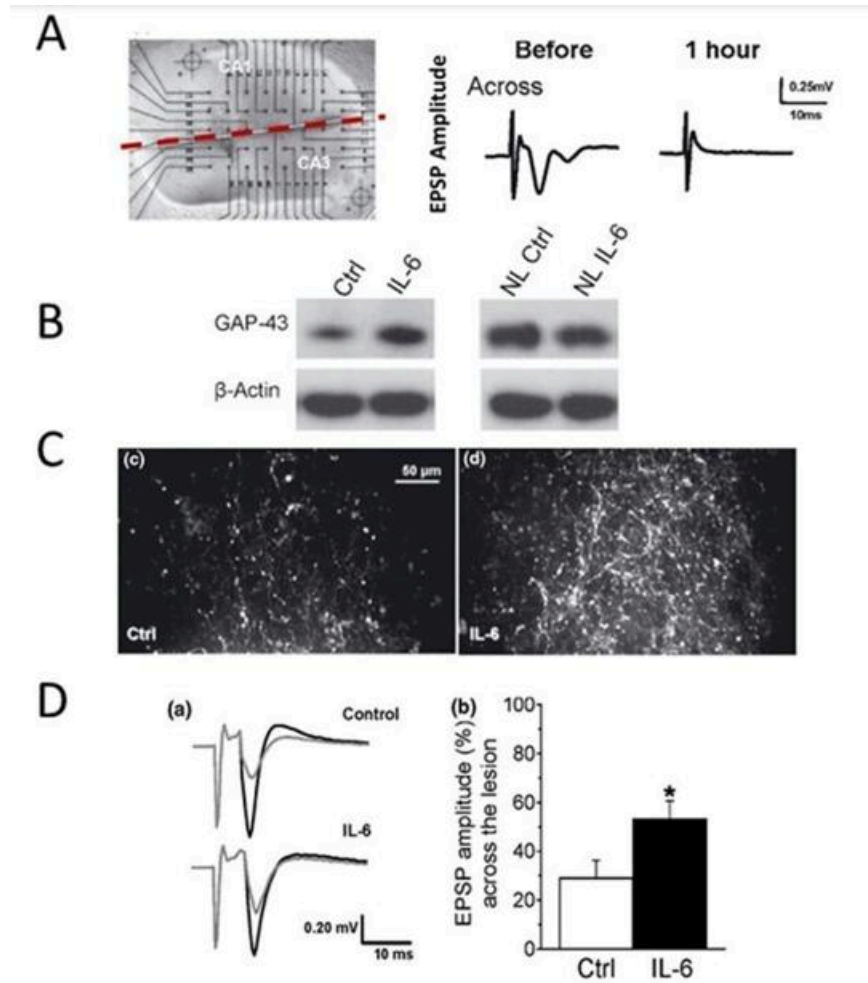 A
CA1
CA3
EPSP Amplitude
Before
1 hour
Across
0.25mV
10ms
B
Ctrl
IL-6
NL Ctrl
NL IL-6
GAP-43
β-Actin
C
(c)
50 μm
Ctrl
(d)
IL-6
D
(a)
Control
IL-6
0.20 mV
10 ms
(b)
EPSP amplitude (%)
across the lesion
100
80
60
40
20
0
*
Ctrl
IL-6